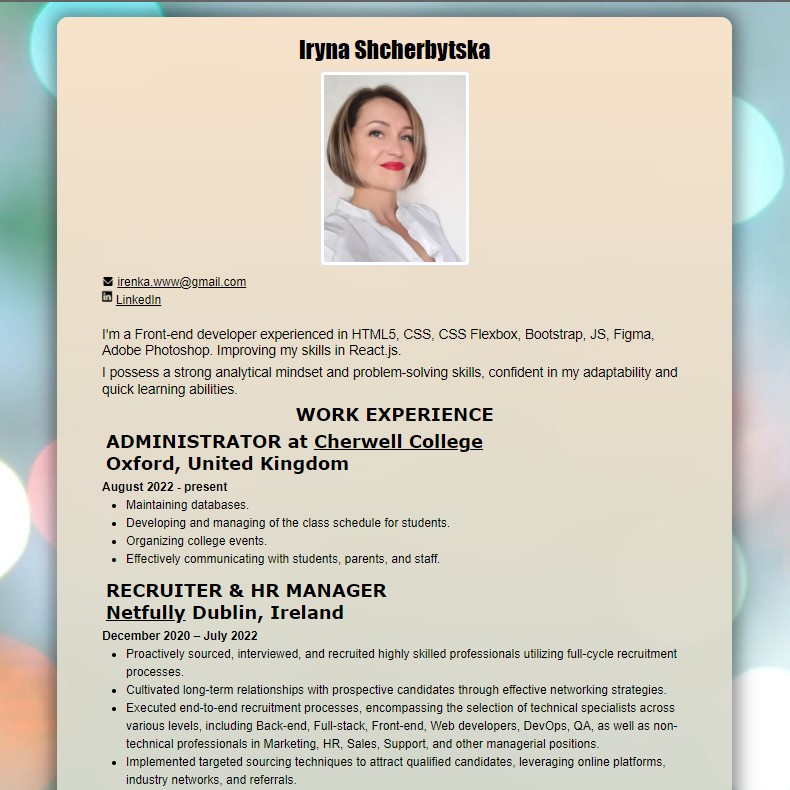 Iryna Shcherbytska
irenka.www@gmail.com
LinkedIn
I'm a Front-end developer experienced in HTML5, CSS, CSS Flexbox, Bootstrap, JS, Figma,
Adobe Photoshop. Improving my skills in React.js.
I possess a strong analytical mindset and problem-solving skills, confident in my adaptability and
quick learning abilities.
WORK EXPERIENCE
ADMINISTRATOR at Cherwell College
Oxford, United Kingdom
August 2022 - present
• Maintaining databases.
• Developing and managing of the class schedule for students.
• Organizing college events.
• Effectively communicating with students, parents, and staff.
RECRUITER & HR MANAGER
Netfully Dublin, Ireland
December 2020 – July 2022
• Proactively sourced, interviewed, and recruited highly skilled professionals utilizing full-cycle recruitment
processes.
• Cultivated long-term relationships with prospective candidates through effective networking strategies.
• Executed end-to-end recruitment processes, encompassing the selection of technical specialists across
various levels, including Back-end, Full-stack, Front-end, Web developers, DevOps, QA, as well as non-
technical professionals in Marketing, HR, Sales, Support, and other managerial positions.
• Implemented targeted sourcing techniques to attract qualified candidates, leveraging online platforms,
industry networks, and referrals.